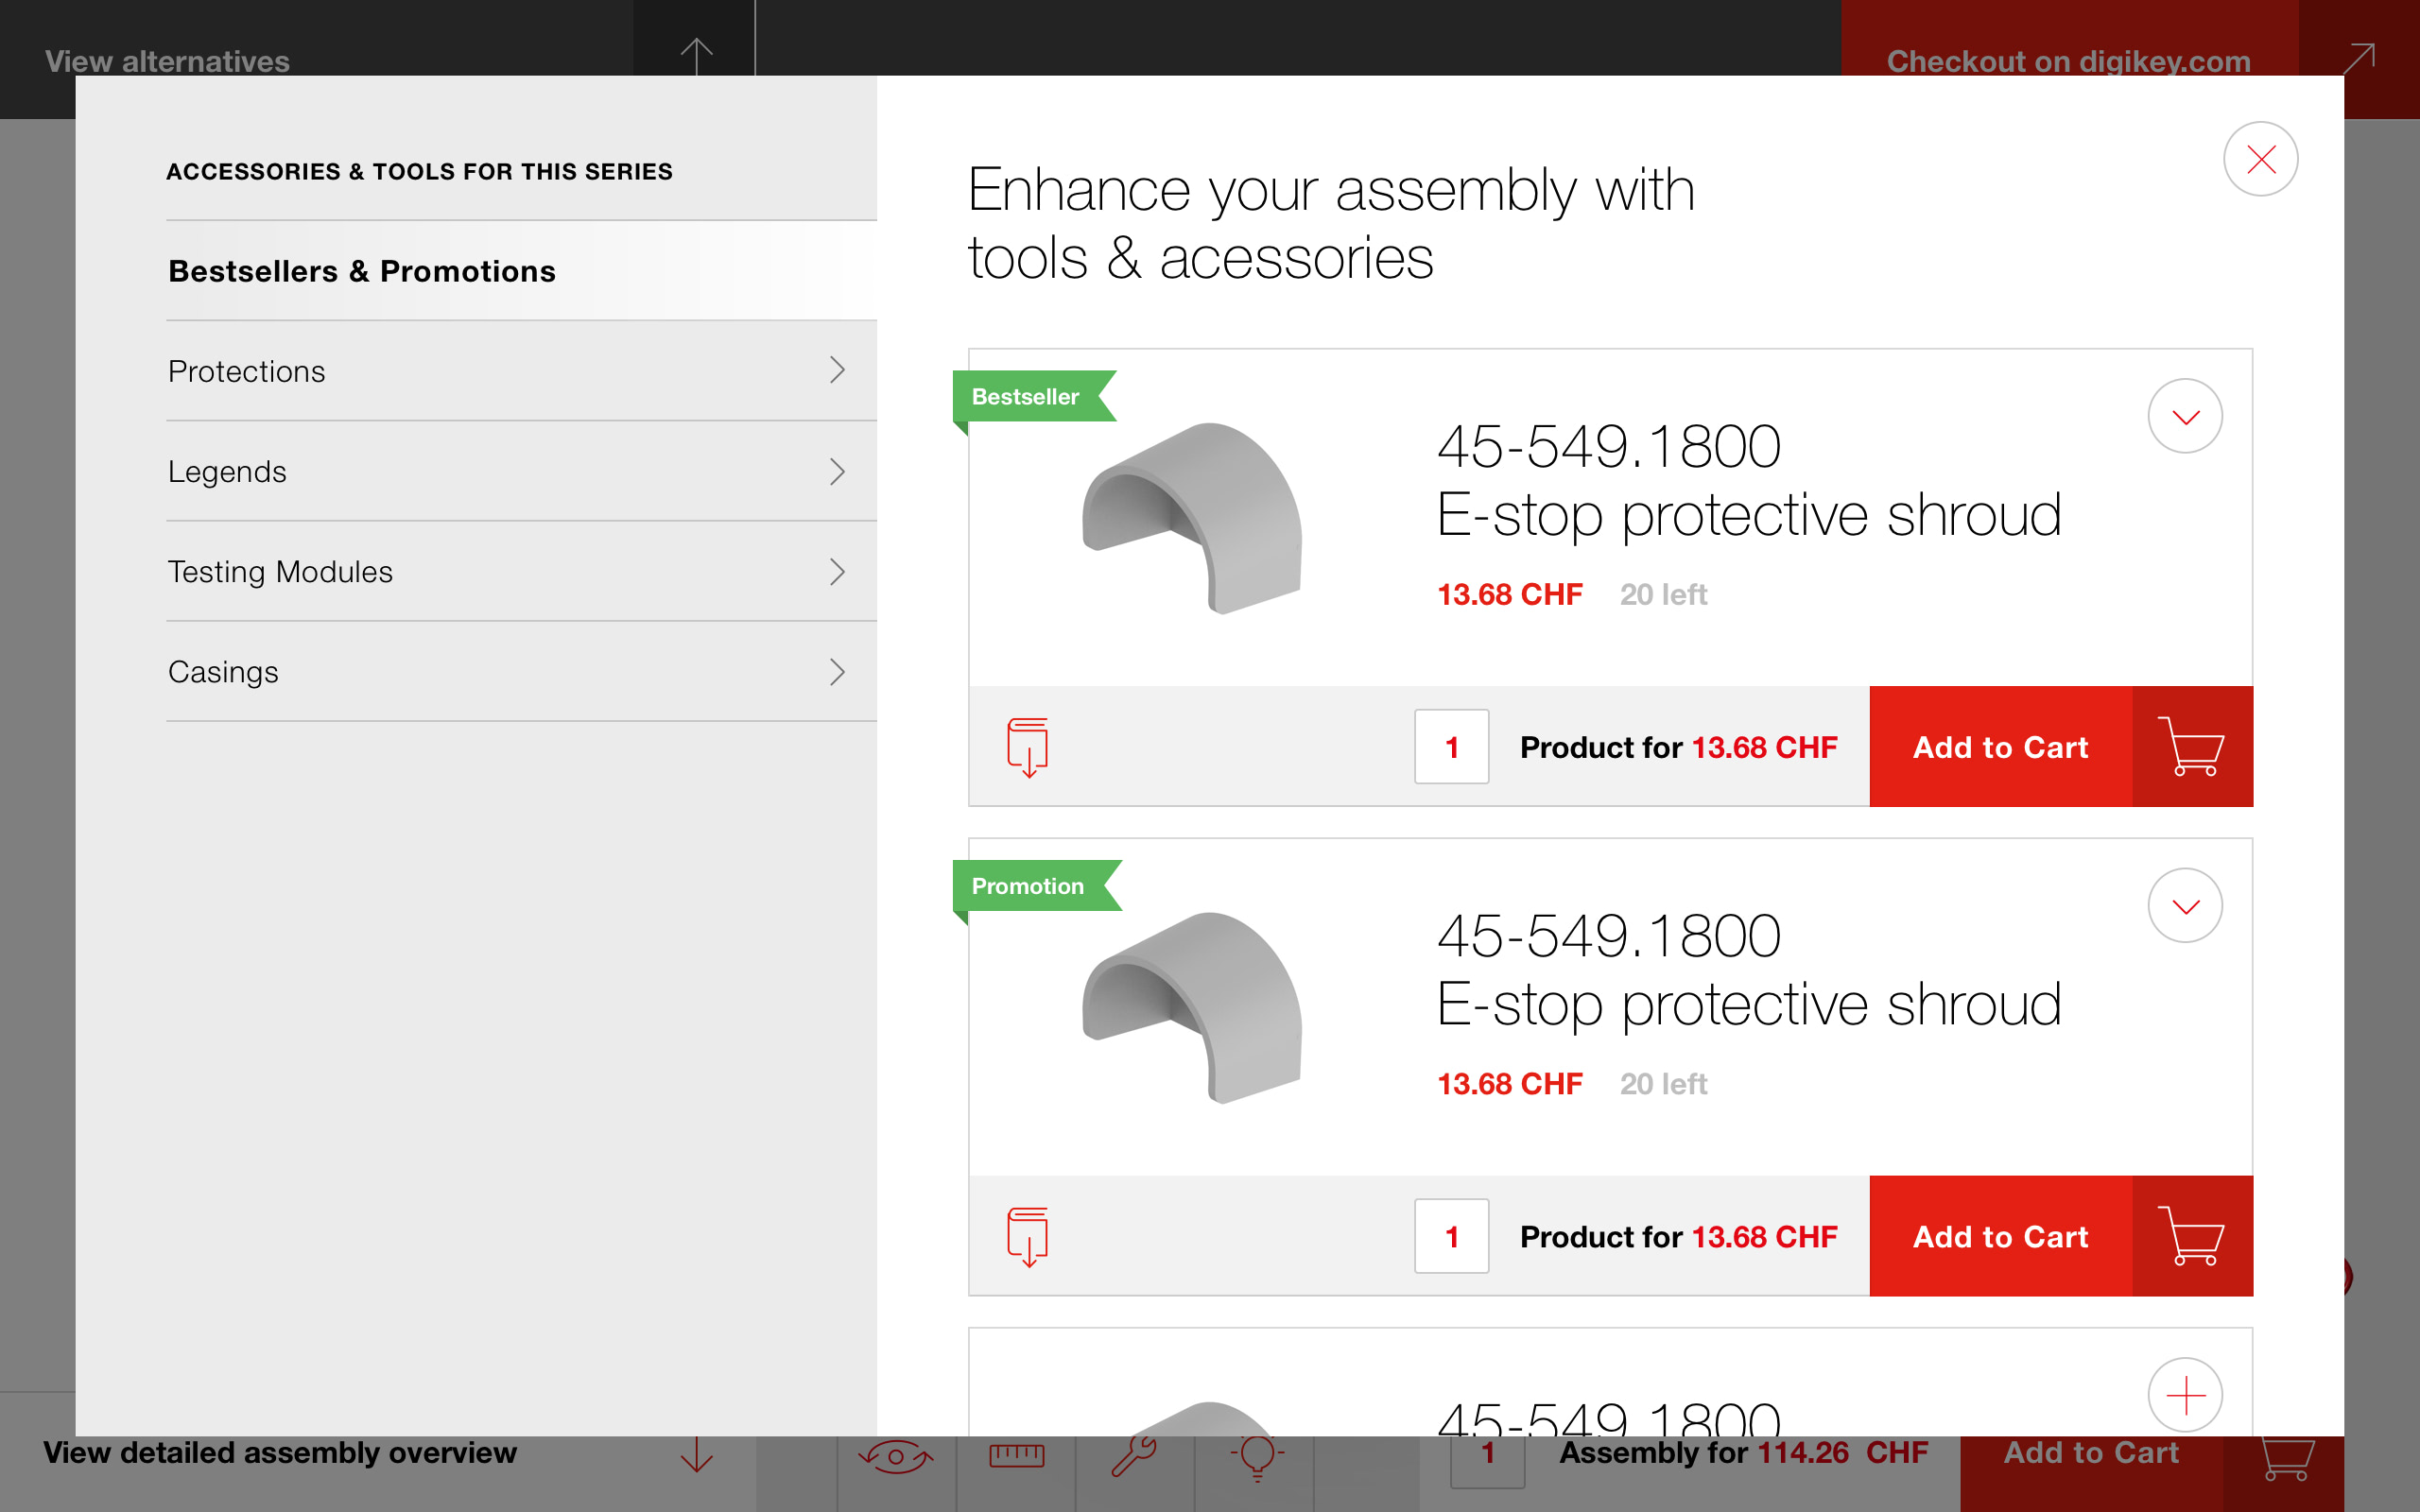 View alternatives
Checkout on digikey.com
ACCESSORIES & TOOLS FOR THIS SERIES
Bestsellers & Promotions
Protections
Legends
Testing Modules
Casings
Enhance your assembly with
tools & acessories
Bestseller
45-549.1800
E-stop protective shroud
13.68 CHF 20 left
1 Product for 13.68 CHF Add to Cart
Promotion
45-549.1800
E-stop protective shroud
13.68 CHF 20 left
1 Product for 13.68 CHF Add to Cart
45-549.1800
View detailed assembly overview
1 Assembly for 114.26 CHF Add to Cart